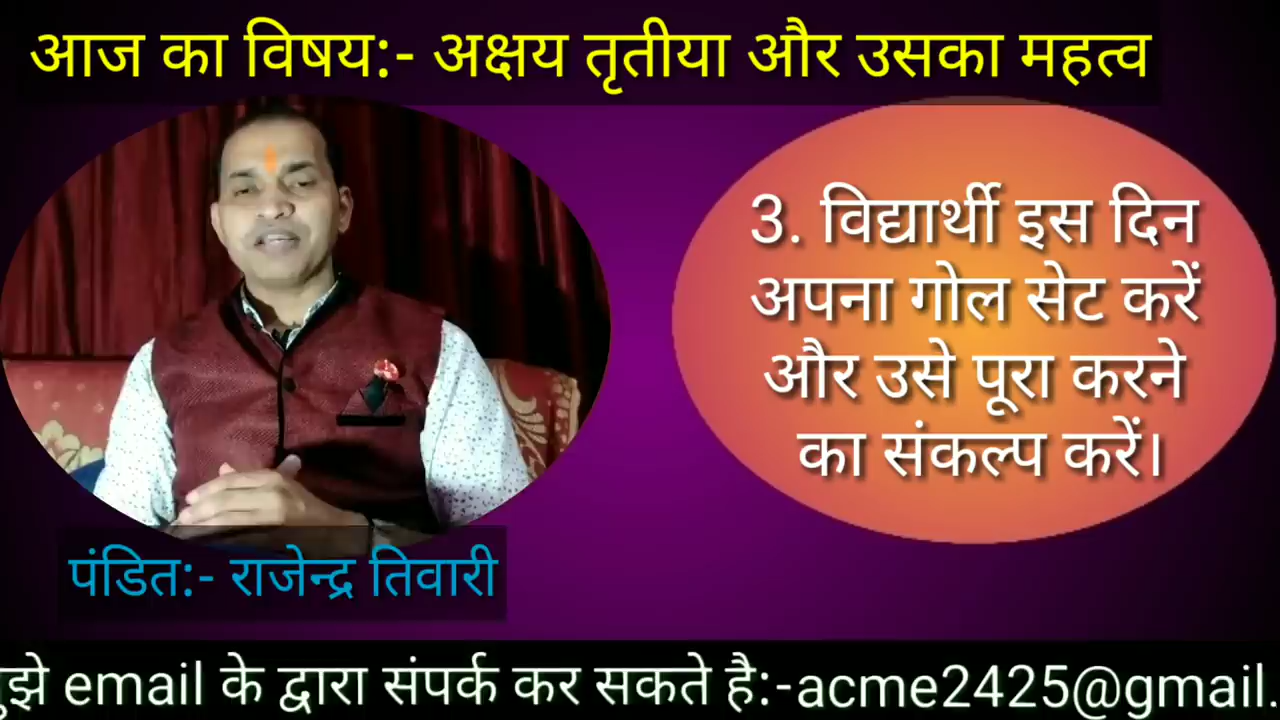 आज का विषय:- अक्षय तृतीया और उसका महत्व
3. विद्यार्थी इस दिन
अपना गोल सेट करें
और उसे पूरा करने
का संकल्प करें।
पंडित:- राजेन्द्र तिवारी
email के द्वारा संपर्क कर सकते है:-acme2425@gmail.